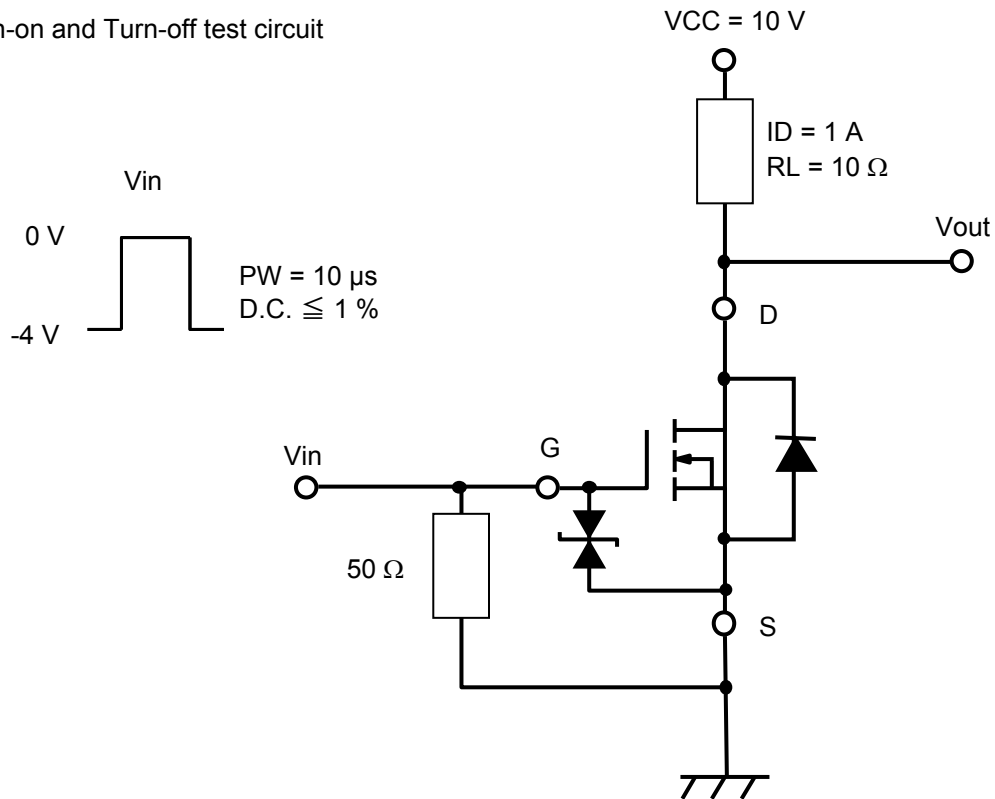 n-on and Turn-off test circuit
VCC = 10 V
ID = 1 A
RL = 10 Ω
Vin
0 V
-4 V
PW = 10 µs
D.C. ≦ 1 %
Vout
D
Vin
G
50 Ω
S